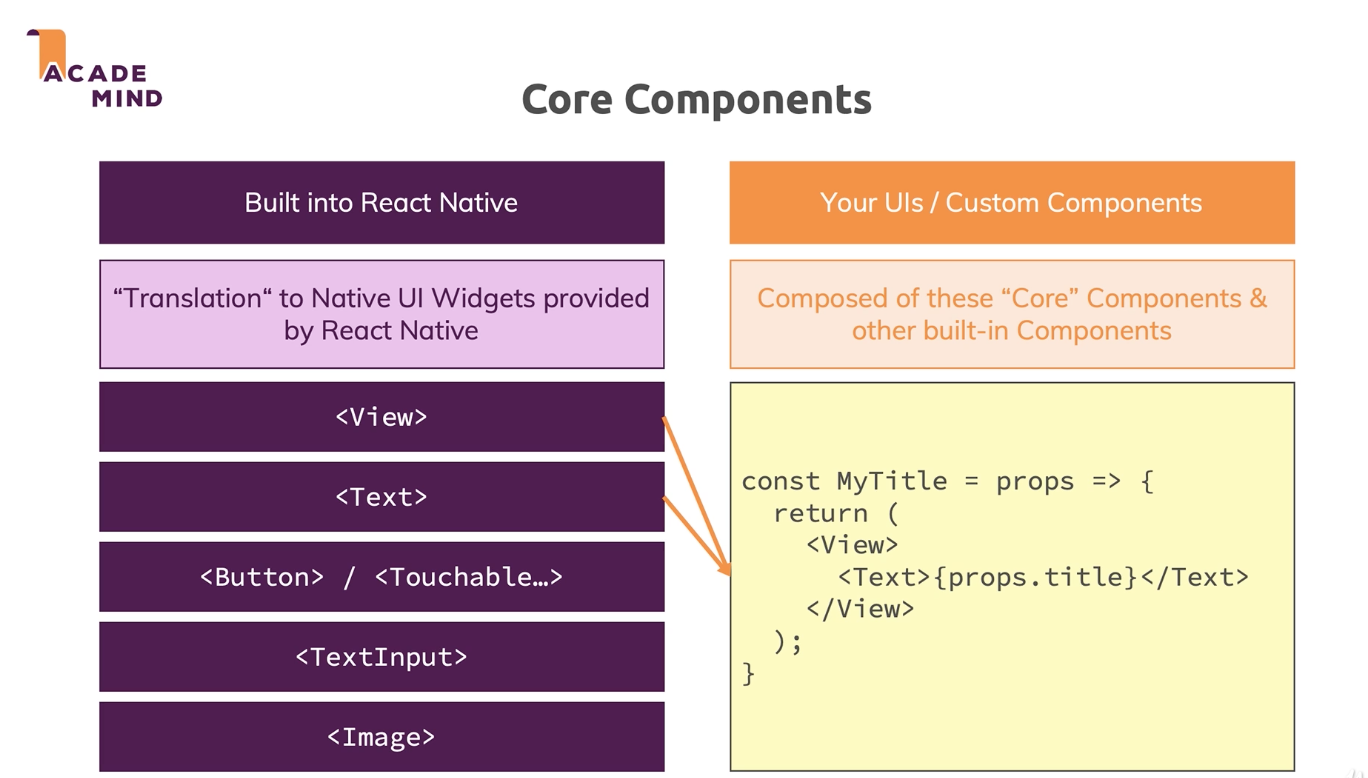 ACADE
MIND
Core Components
Built into React Native
“Translation“ to Native UI Widgets provided
by React Native
<View>
<Text>
<Button> / <Touchable…>
<TextInput>
<Image>
Your UIs / Custom Components
Composed of these “Core” Components &
other built-in Components
const MyTitle = props => {
  return (
    <View>
      <Text>{props.title}</Text>
    </View>
  );
}